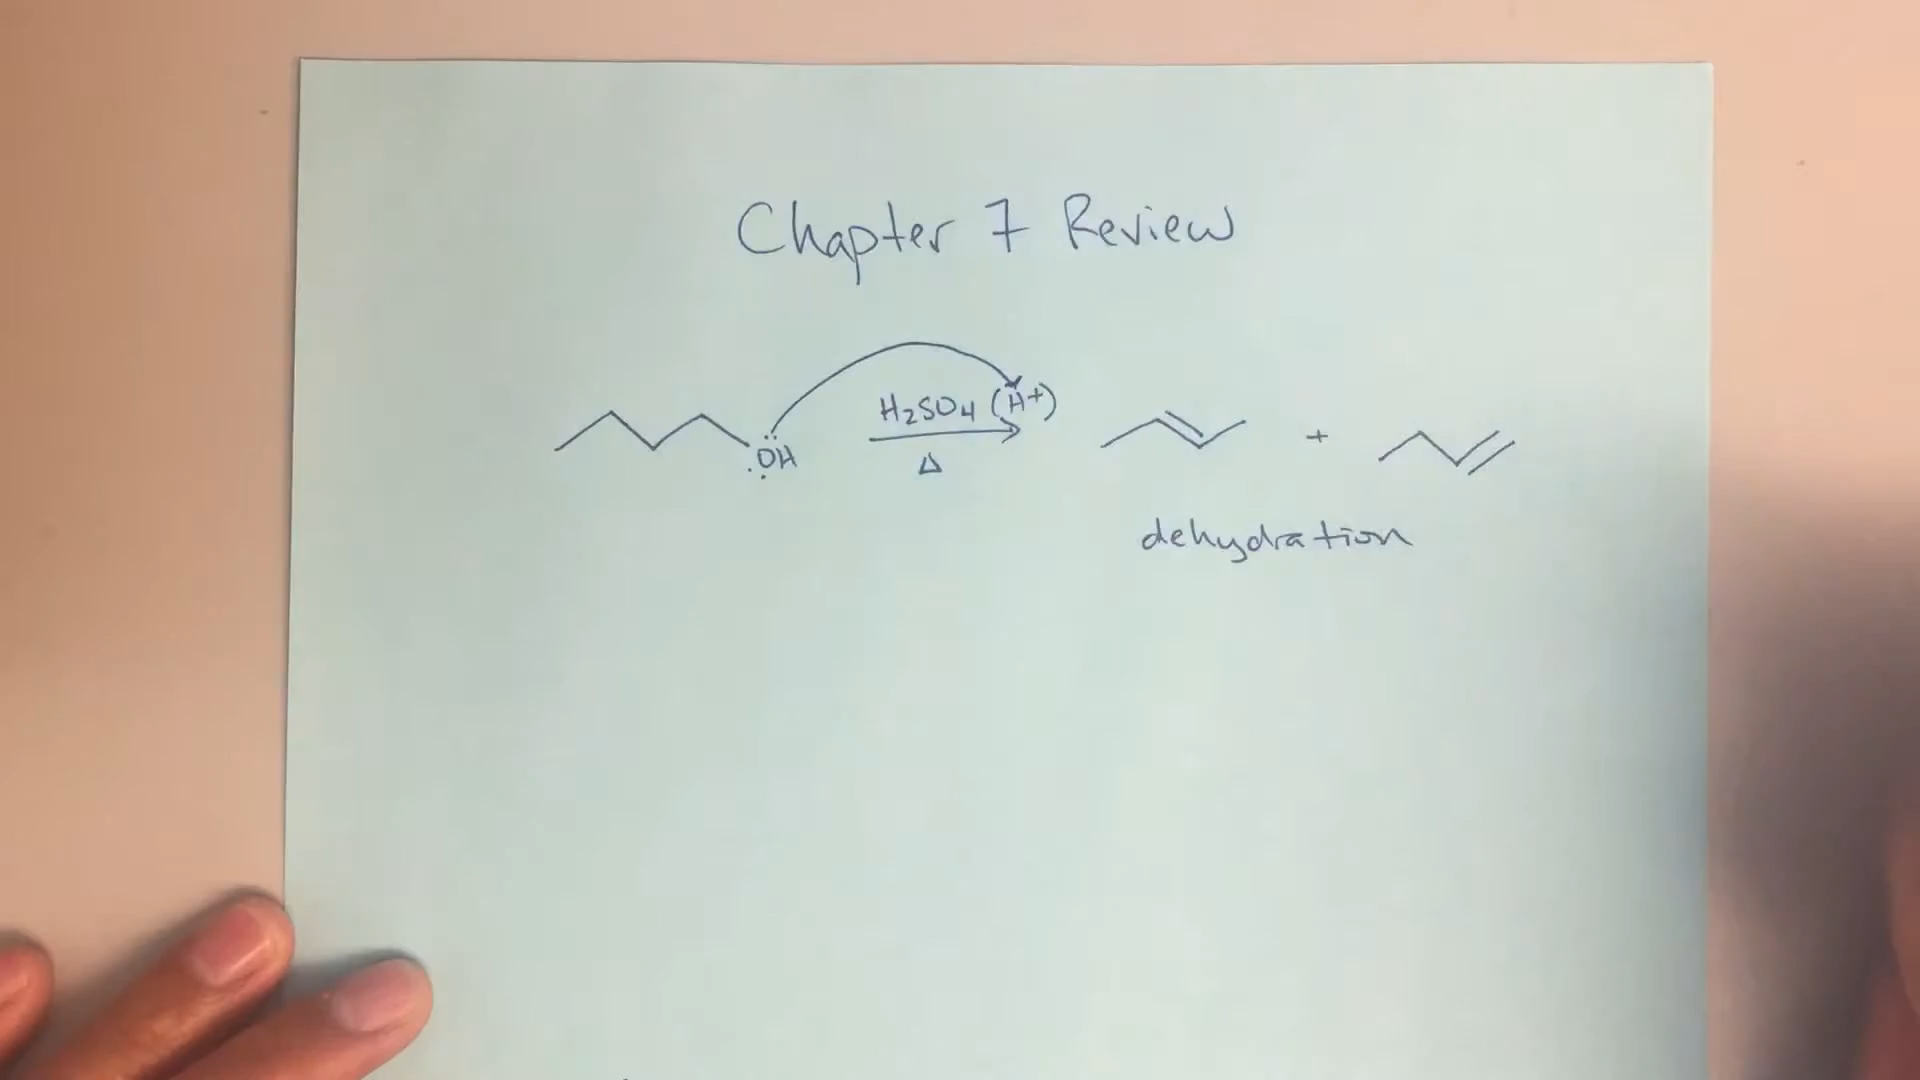 Chapter 7 Review
H2SO4 (H+)
OH
Δ
+
dehydration